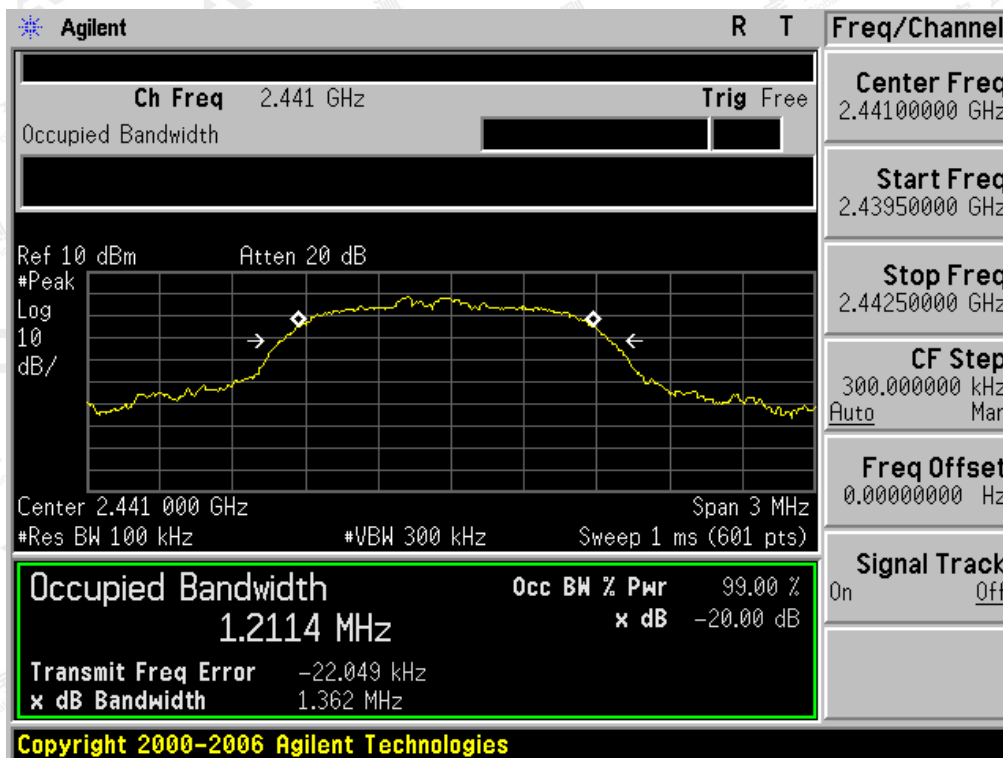 Agilent R T
Freq/Channel
Ch Freq 2.441 GHz Trig Free
Occupied Bandwidth
Center Freq
2.44100000 GHz
Start Freq
2.43950000 GHz
Stop Freq
2.44250000 GHz
CF Step
300.000000 kHz
Auto Man
Freq Offset
0.00000000 Hz
Signal Track
On Off
Ref 10 dBm Atten 20 dB
#Peak
Log
10
dB/
Center 2.441 000 GHz Span 3 MHz
#Res BW 100 kHz #VBW 300 kHz Sweep 1 ms (601 pts)
Occupied Bandwidth
1.2114 MHz
Occ BW % Pwr 99.00 %
x dB -20.00 dB
Transmit Freq Error -22.049 kHz
x dB Bandwidth 1.362 MHz
Copyright 2000-2006 Agilent Technologies